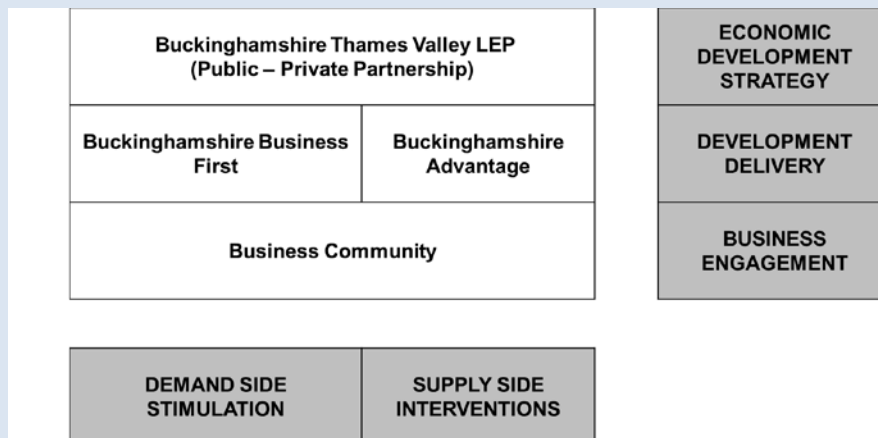 Buckinghamshire Thames Valley LEP
(Public – Private Partnership)
ECONOMIC
DEVELOPMENT
STRATEGY
Buckinghamshire Business
First
Buckinghamshire
Advantage
DEVELOPMENT
DELIVERY
Business Community
BUSINESS
ENGAGEMENT
DEMAND SIDE
STIMULATION
SUPPLY SIDE
INTERVENTIONS